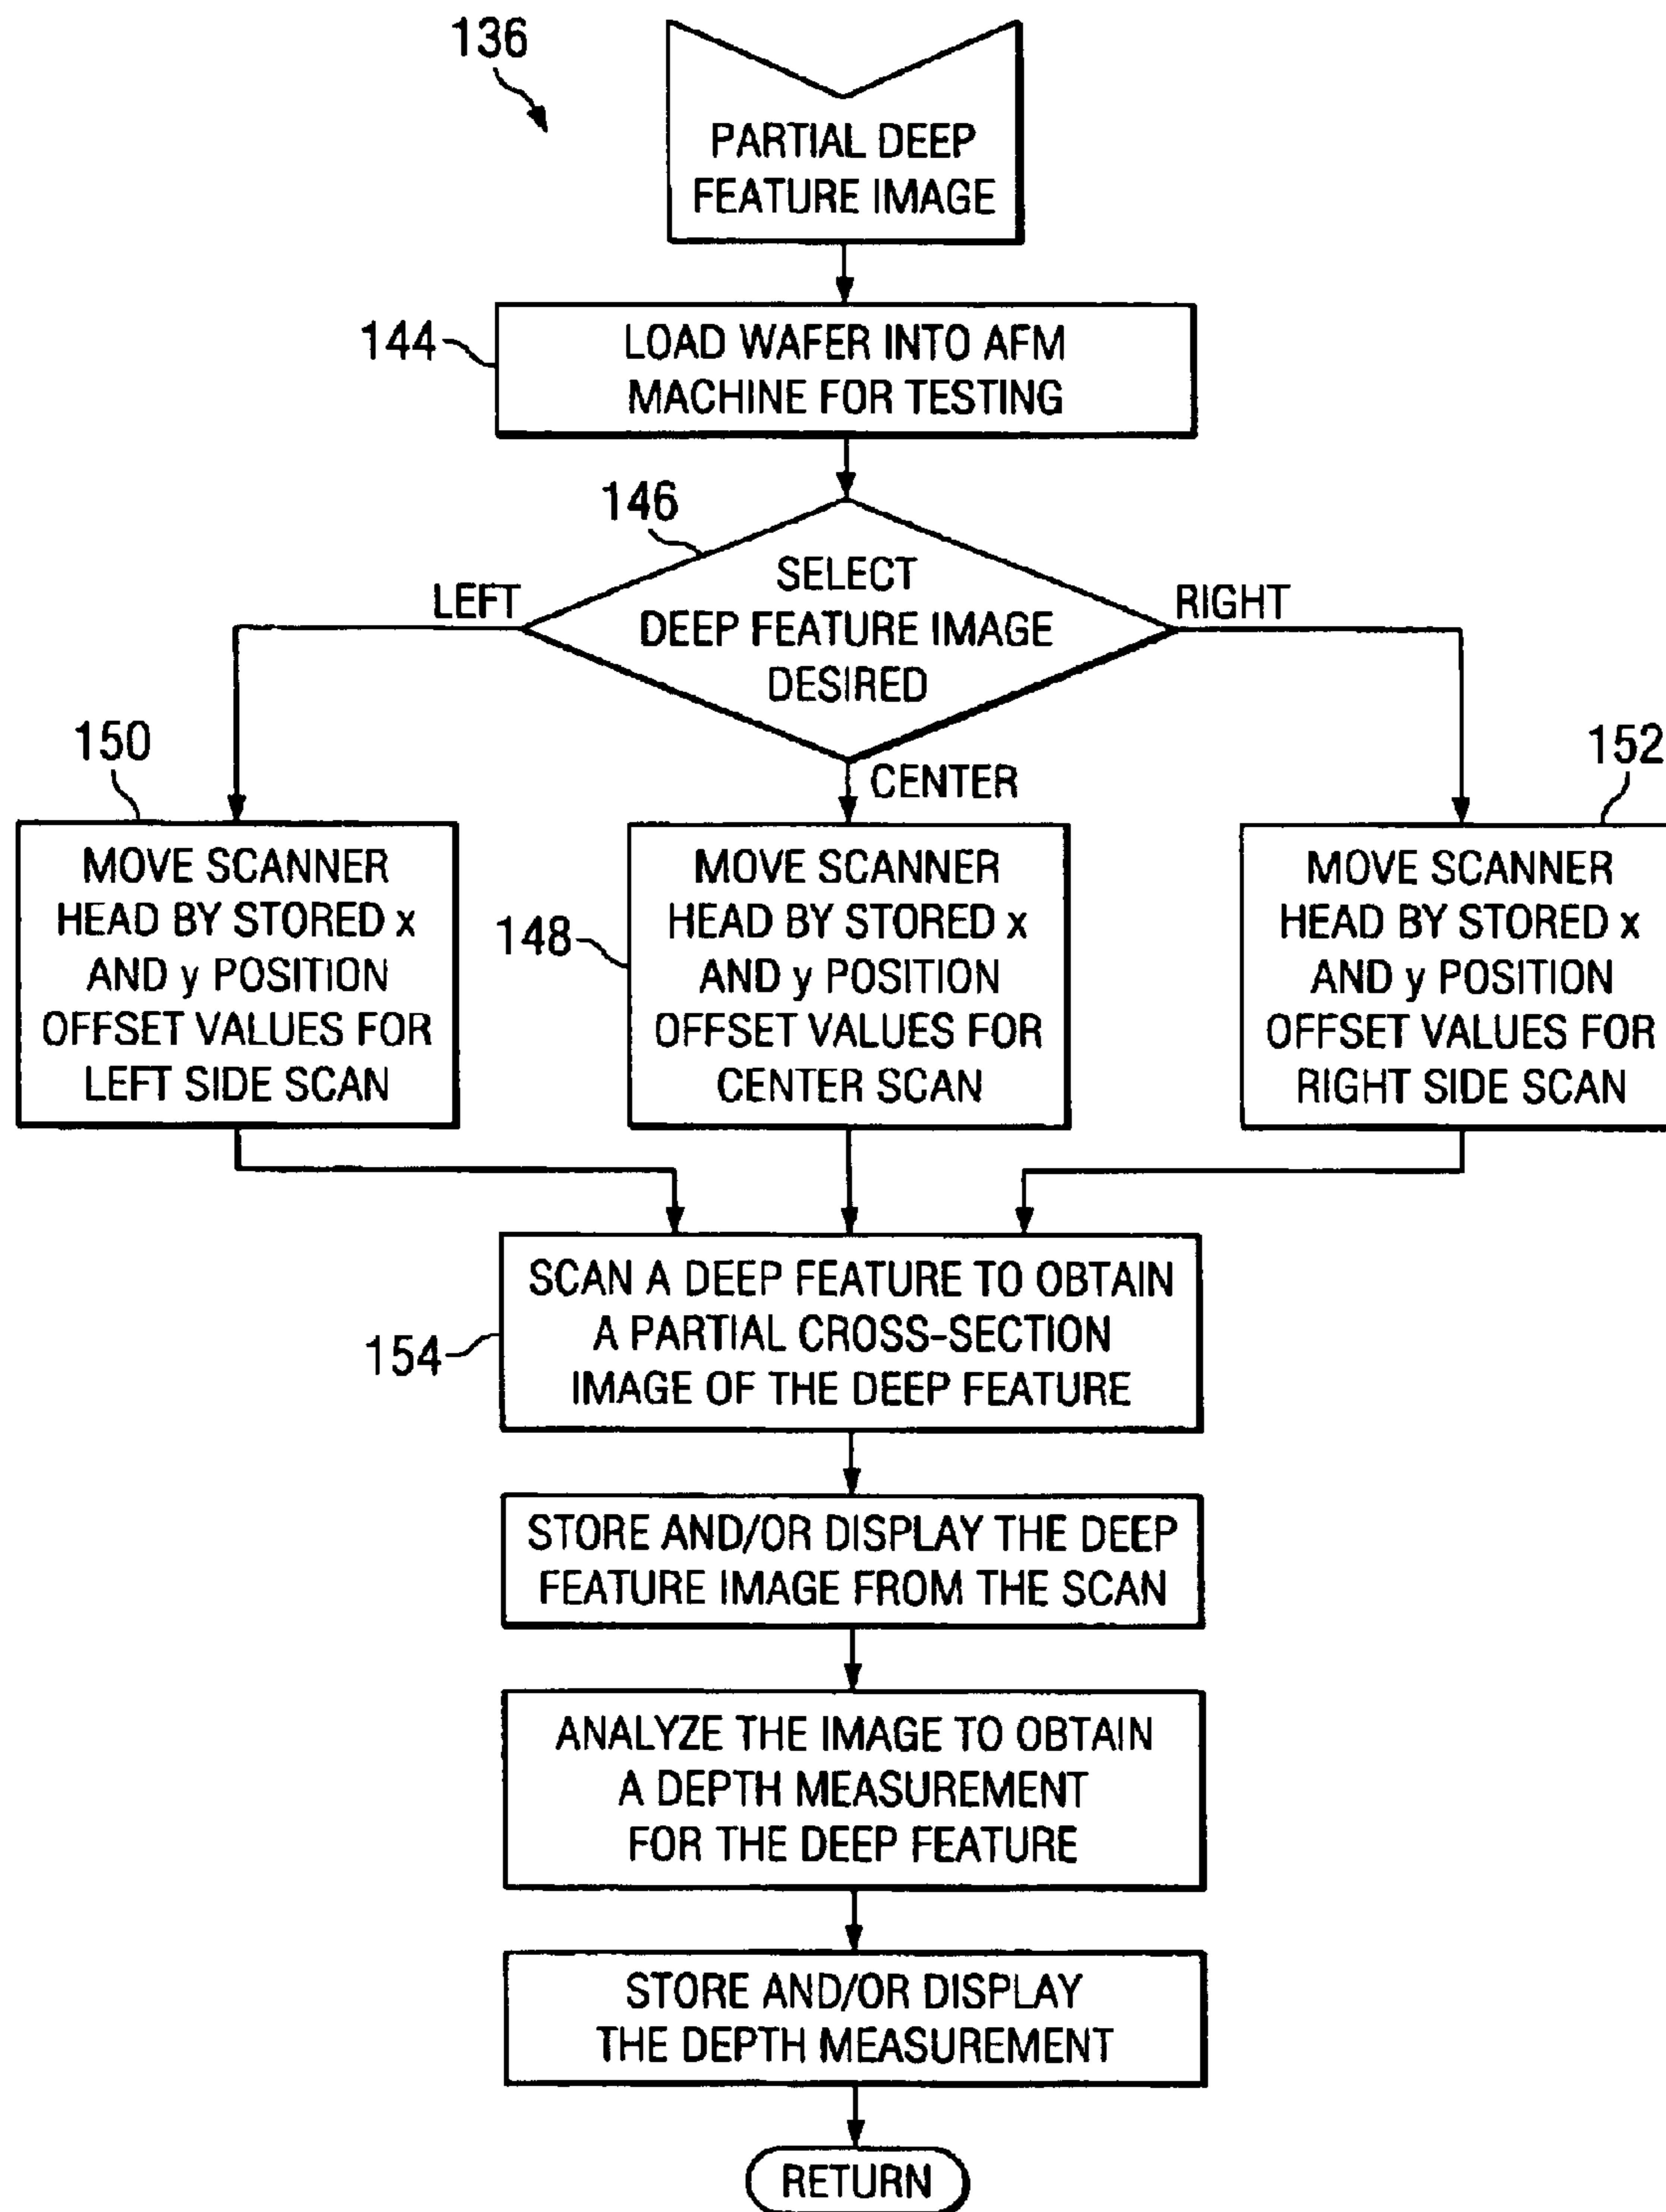 136
PARTIAL DEEP
FEATURE IMAGE
144
LOAD WAFER INTO AFM
MACHINE FOR TESTING
146
SELECT
DEEP FEATURE IMAGE
DESIRED
LEFT
RIGHT
CENTER
150
MOVE SCANNER
HEAD BY STORED x
AND y POSITION
OFFSET VALUES FOR
LEFT SIDE SCAN
148
MOVE SCANNER
HEAD BY STORED x
AND y POSITION
OFFSET VALUES FOR
CENTER SCAN
152
MOVE SCANNER
HEAD BY STORED x
AND y POSITION
OFFSET VALUES FOR
RIGHT SIDE SCAN
154
SCAN A DEEP FEATURE TO OBTAIN
A PARTIAL CROSS-SECTION
IMAGE OF THE DEEP FEATURE
STORE AND/OR DISPLAY THE DEEP
FEATURE IMAGE FROM THE SCAN
ANALYZE THE IMAGE TO OBTAIN
A DEPTH MEASUREMENT
FOR THE DEEP FEATURE
STORE AND/OR DISPLAY
THE DEPTH MEASUREMENT
RETURN